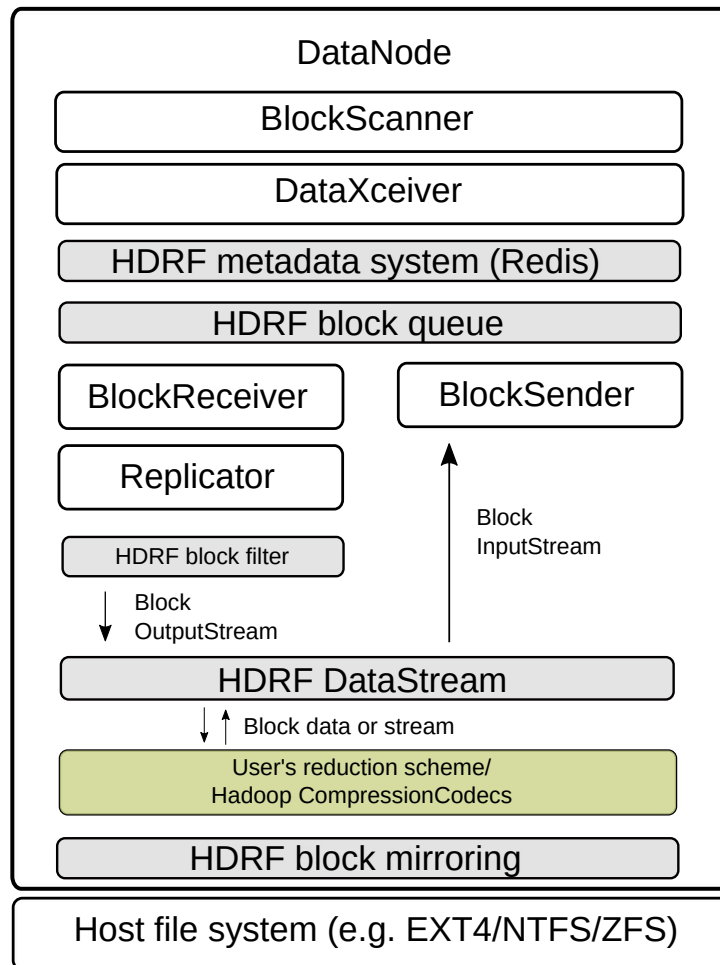 DataNode
BlockScanner
DataXceiver
HDRF metadata system (Redis)
HDRF block queue
BlockReceiver
BlockSender
Replicator
Block
InputStream
HDRF block filter
Block
OutputStream
HDRF DataStream
Block data or stream
User's reduction scheme/
Hadoop CompressionCodecs
HDRF block mirroring
Host file system (e.g. EXT4/NTFS/ZFS)